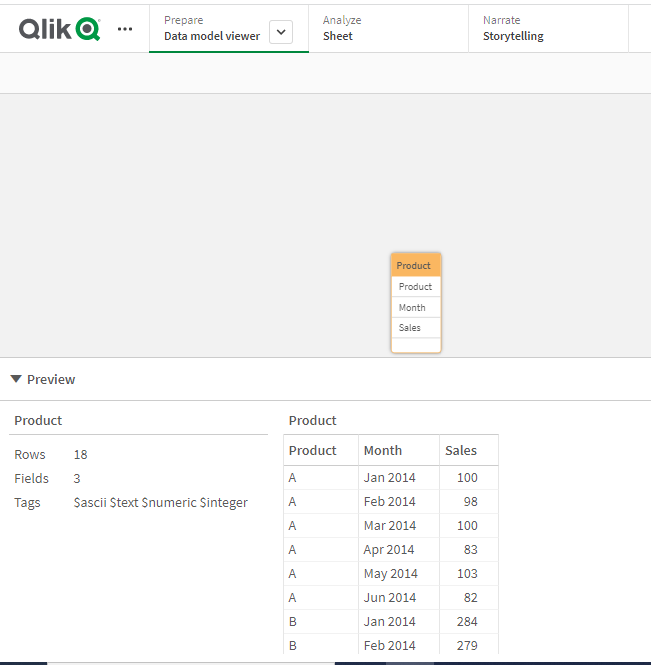 Qlik
Prepare
Data model viewer
Analyze
Sheet
Narrate
Storytelling
Product
Product
Month
Sales
Preview
Product
Rows 18
Fields 3
Tags $ascii $text $numeric $integer
Product
Product Month Sales
A Jan 2014 100
A Feb 2014 98
A Mar 2014 100
A Apr 2014 83
A May 2014 103
A Jun 2014 82
B Jan 2014 284
B Feb 2014 279